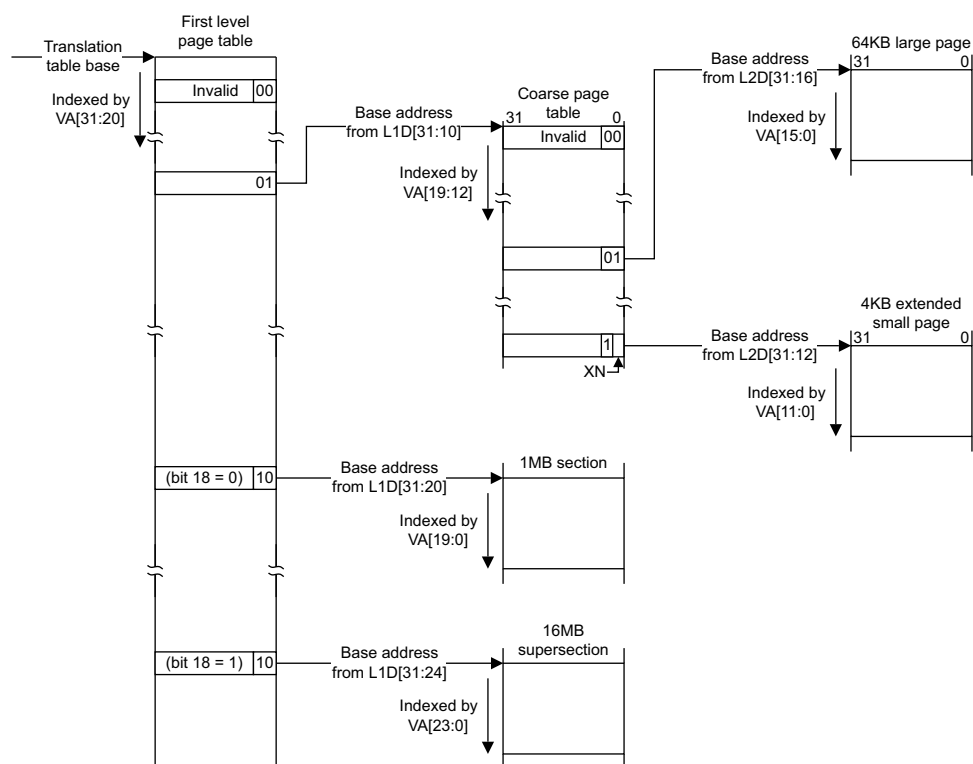 First level
page table
Translation
table base
Invalid 00
Indexed by
VA[31:20]
01
Base address
from L1D[31:10]
Coarse page
table
31 0
Invalid 00
Indexed by
VA[19:12]
01
Base address
from L2D[31:16]
64KB large page
31 0
Indexed by
VA[15:0]
1
XN
Base address
from L2D[31:12]
4KB extended
small page
31 0
Indexed by
VA[11:0]
(bit 18 = 0) 10
Base address
from L1D[31:20]
1MB section
Indexed by
VA[19:0]
(bit 18 = 1) 10
Base address
from L1D[31:24]
16MB
supersection
Indexed by
VA[23:0]